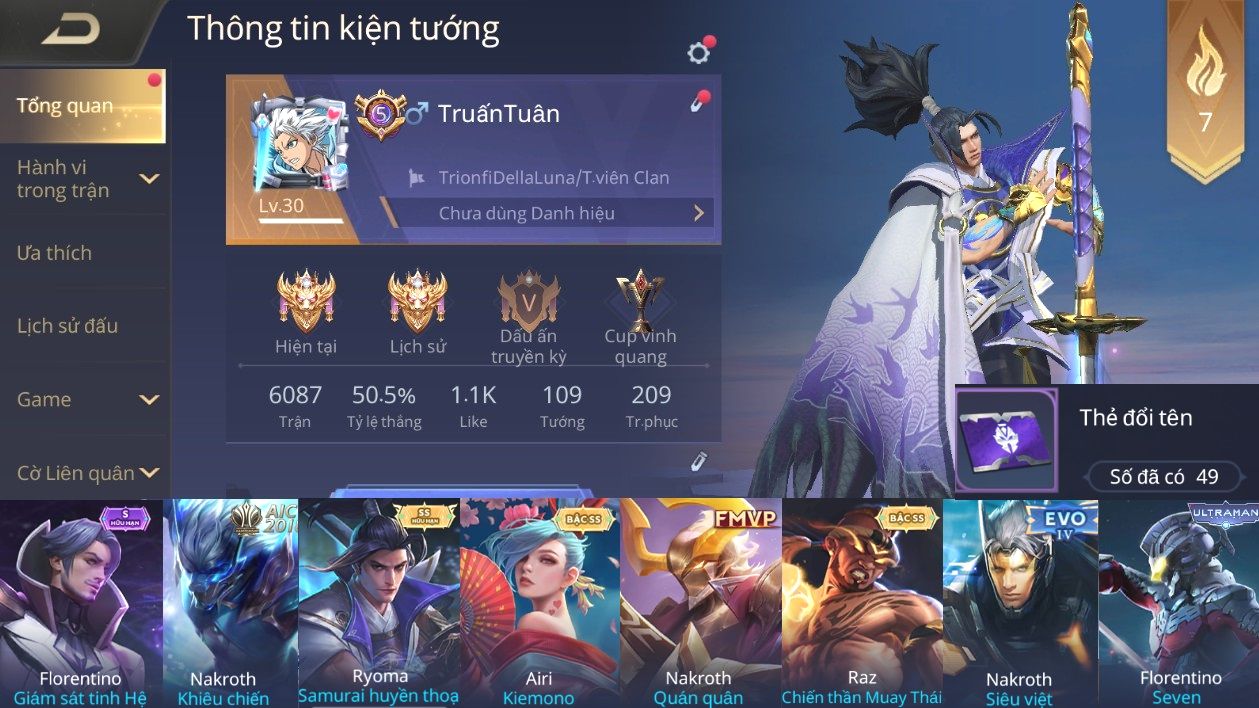 Thông tin kiện tướng
Tổng quan
Hành vi
trong trận
Ưa thích
Lịch sử đấu
Game
Cờ Liên quân
5
TruấnTuân
TrionfiDellaLuna/T.viên Clan
Lv.30
Chưa dùng Danh hiệu
7
V
Hiện tại
Lịch sử
Dấu ấn
truyền kỳ
Cup vinh
quang
6087
Trận
50.5%
Tỷ lệ thắng
1.1K
Like
109
Tướng
209
Tr.phục
Thẻ đổi tên
Số đã có 49
S
HỮU HẠN
Florentino
Giám sát tinh Hệ
AIC
Nakroth
Khiêu chiến
SS
HỮU HẠN
Ryoma
Samurai huyền thoạ
BẬC SS
Airi
Kiemono
FMVP
Nakroth
Quán quân
BẬC SS
Raz
Chiến thần Muay Thái
EVO
IV
Nakroth
Siêu việt
ULTRAMAN
Florentino
Seven